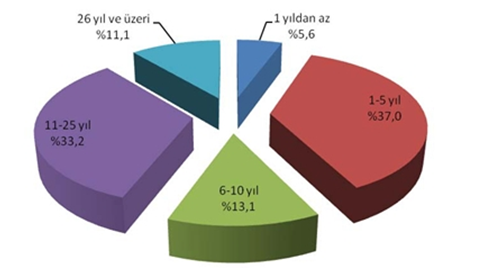 26 yıl ve üzeri
%11,1
1 yıldan az
%5,6
1-5 yıl
%37,0
11-25 yıl
%33,2
6-10 yıl
%13,1